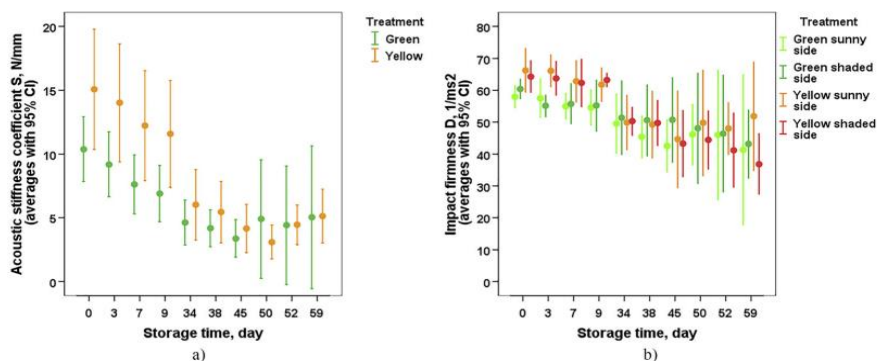 Treatment
Green
Yellow
Acoustic stiffness coefficient S, N/mm
(averages with 95% CI)
20
15
10
5
0
0 3 7 9 34 38 45 50 52 59
Storage time, day
a)
Treatment
Green sunny
side
Green shaded
side
Yellow sunny
side
Yellow shaded
side
Impact firmness D, 1/ms2
(averages with 95% CI)
80
70
60
50
40
30
20
10
0
0 3 7 9 34 38 45 50 52 59
Storage time, day
b)